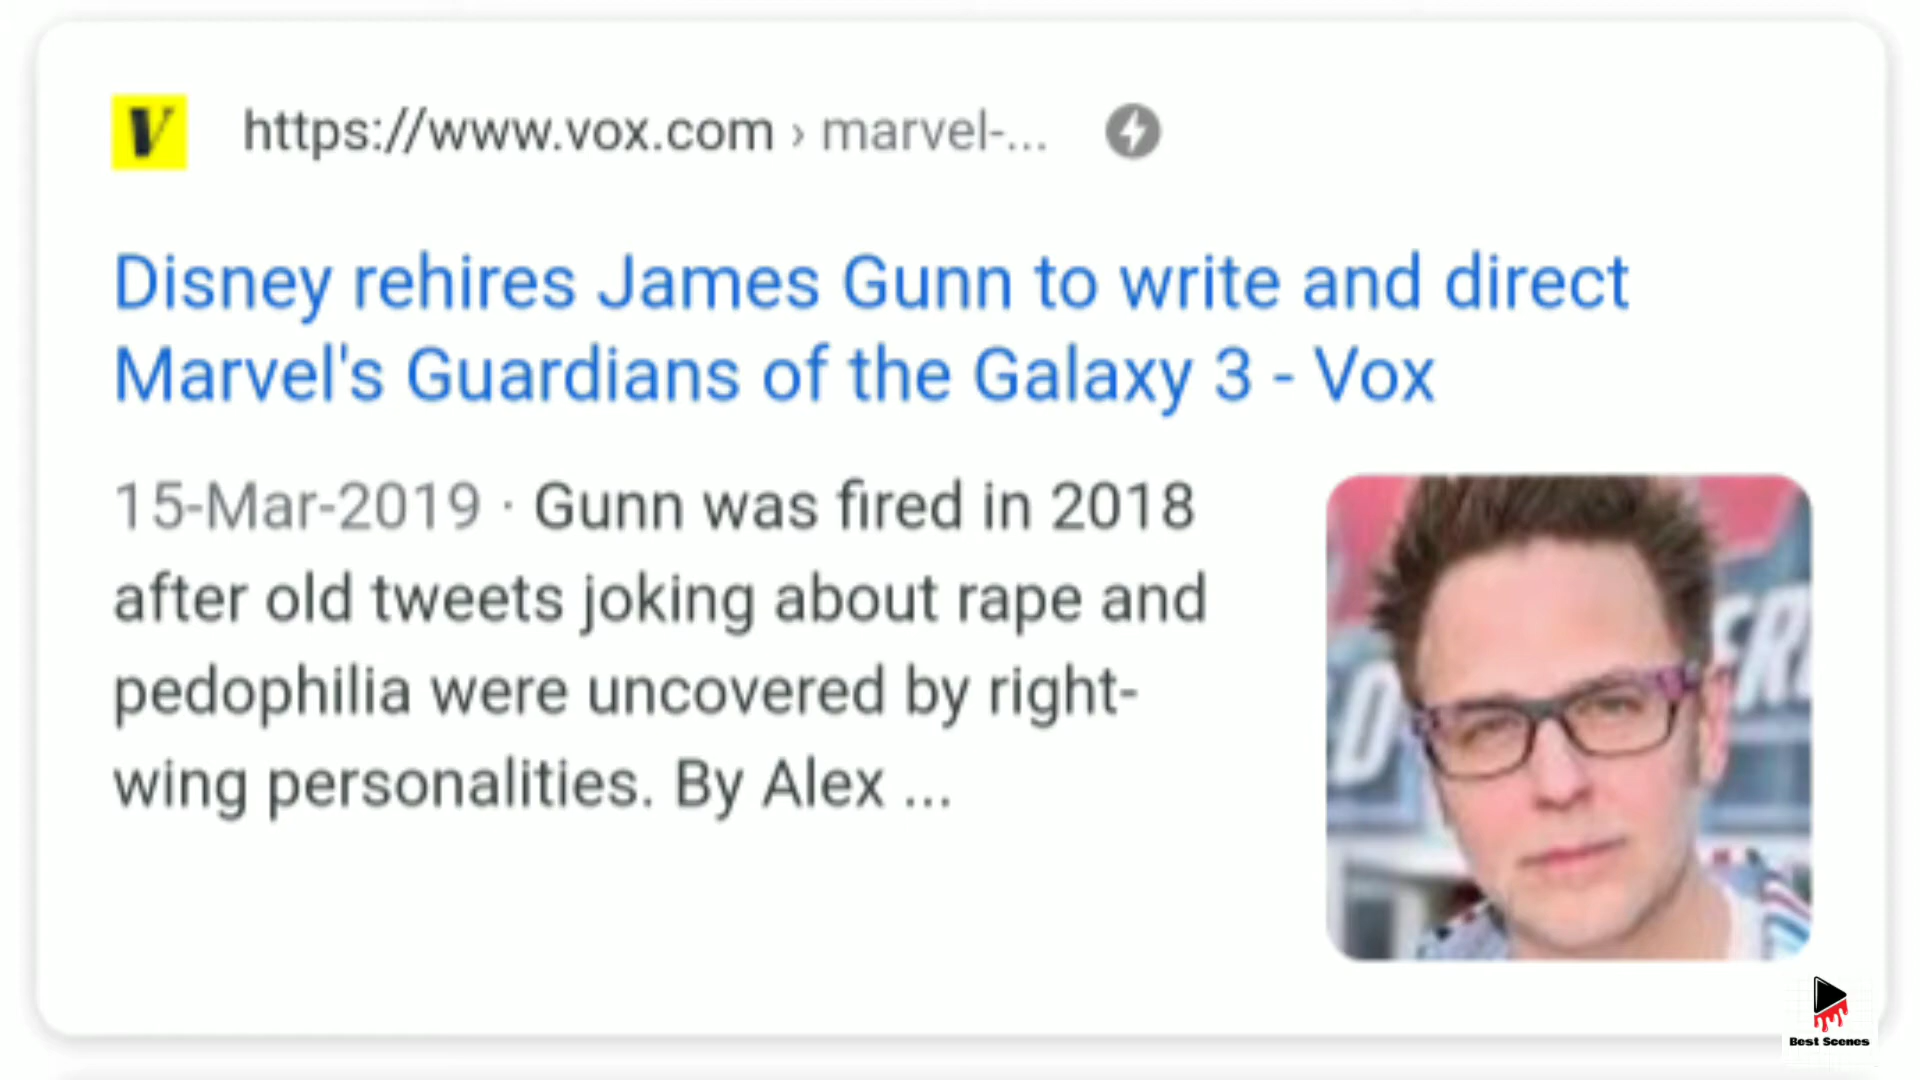 V https://www.vox.com › marvel-...
Disney rehires James Gunn to write and direct
Marvel's Guardians of the Galaxy 3 - Vox
15-Mar-2019 · Gunn was fired in 2018
after old tweets joking about rape and
pedophilia were uncovered by right-
wing personalities. By Alex ...
Best Scenes